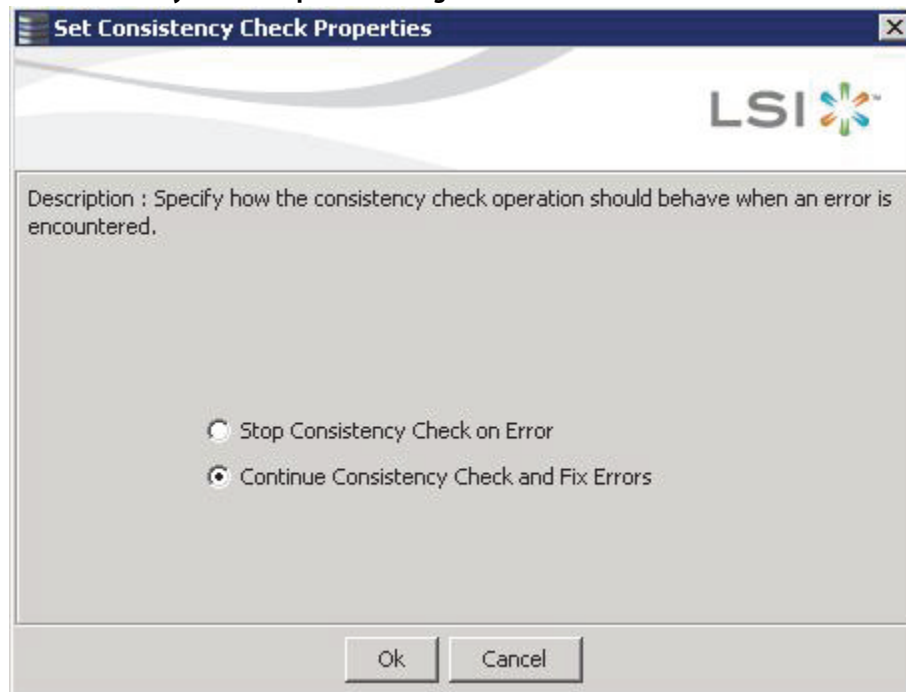 Set Consistency Check Properties
LSI
Description : Specify how the consistency check operation should behave when an error is
encountered.
Stop Consistency Check on Error
Continue Consistency Check and Fix Errors
Ok Cancel